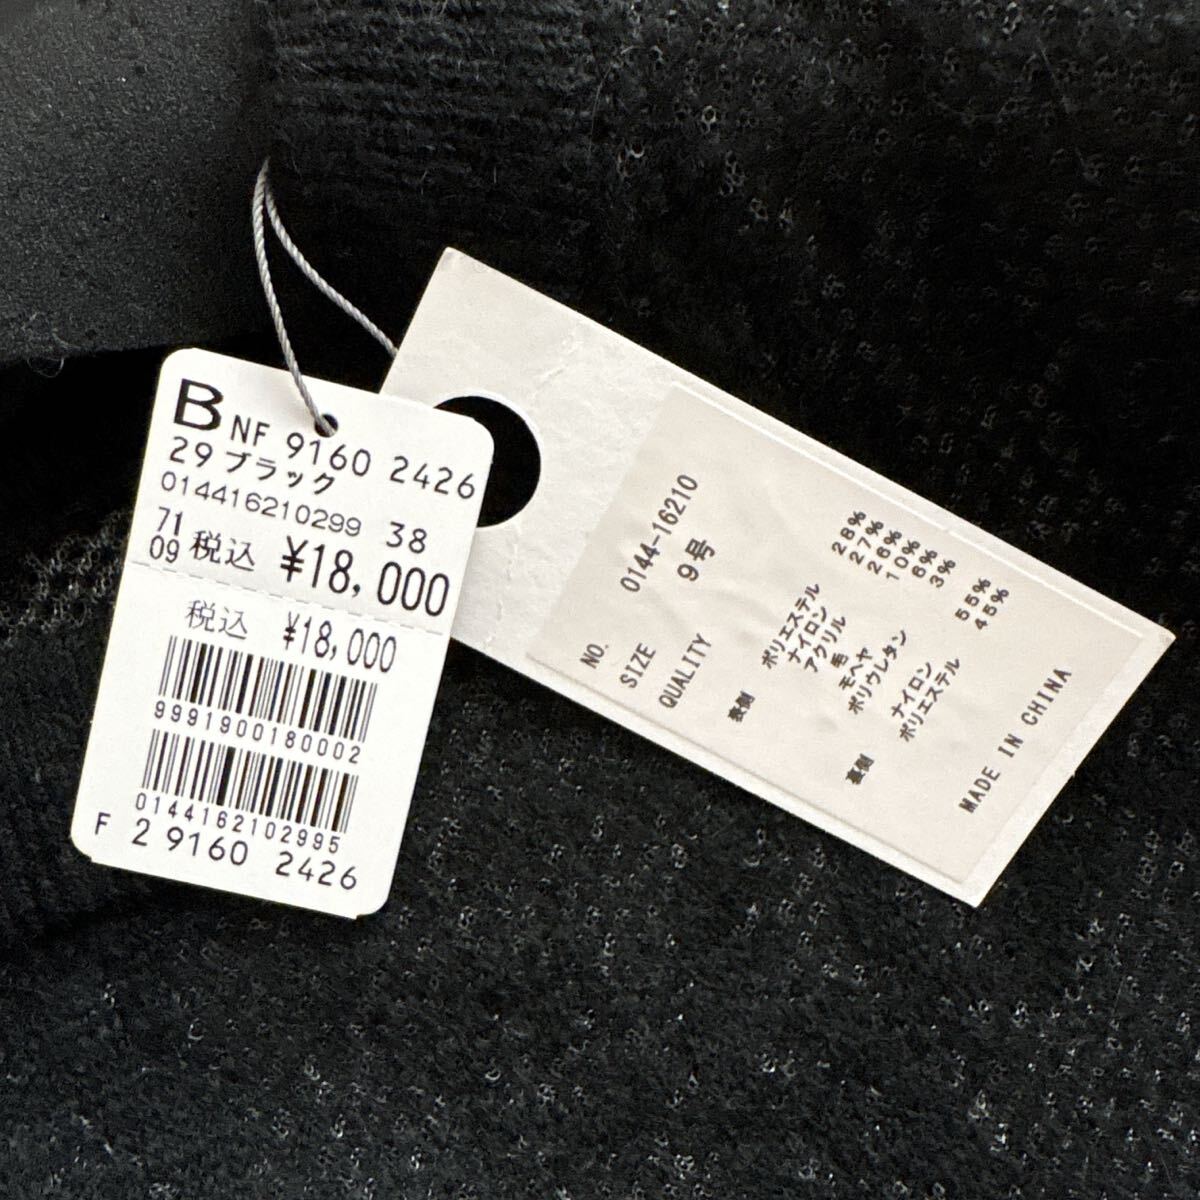 B NF 9160 2426
29 ブラック
014416210299 38
71
09 税込 ¥18,000
税込 ¥18,000
9991900180002
0144162102995
F 2 9160 2426
NO. 0144-16210
SIZE 9号
QUALITY
表側 ポリエステル 28%
ナイロン 27%
アクリル 26%
毛 10%
モヘヤ 6%
ポリウレタン 3%
裏側 ナイロン 55%
ポリエステル 45%
MADE IN CHINA